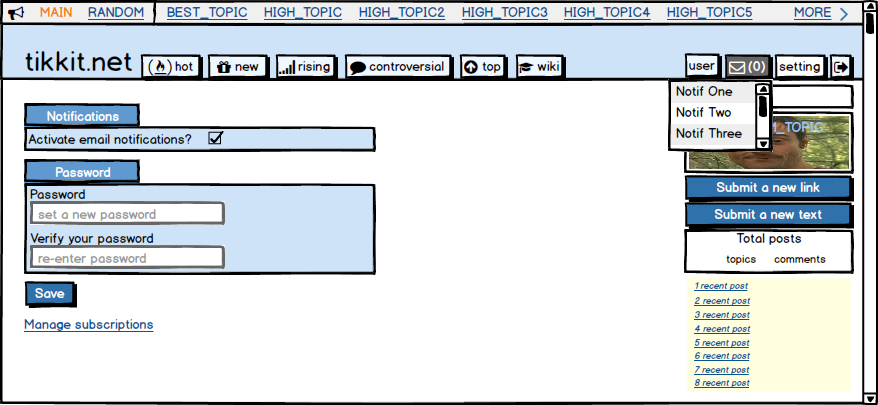 MAIN RANDOM BEST_TOPIC HIGH_TOPIC HIGH_TOPIC2 HIGH_TOPIC3 HIGH_TOPIC4 HIGH_TOPIC5 MORE
tikkit.net hot new rising controversial top wiki user (0) setting
Notif One
Notif Two
Notif Three
_TOPIC
Notifications
Activate email notifications?
Password
Password
set a new password
Verify your password
re-enter password
Save
Manage subscriptions
Submit a new link
Submit a new text
Total posts
topics comments
1 recent post
2 recent post
3 recent post
4 recent post
5 recent post
6 recent post
7 recent post
8 recent post